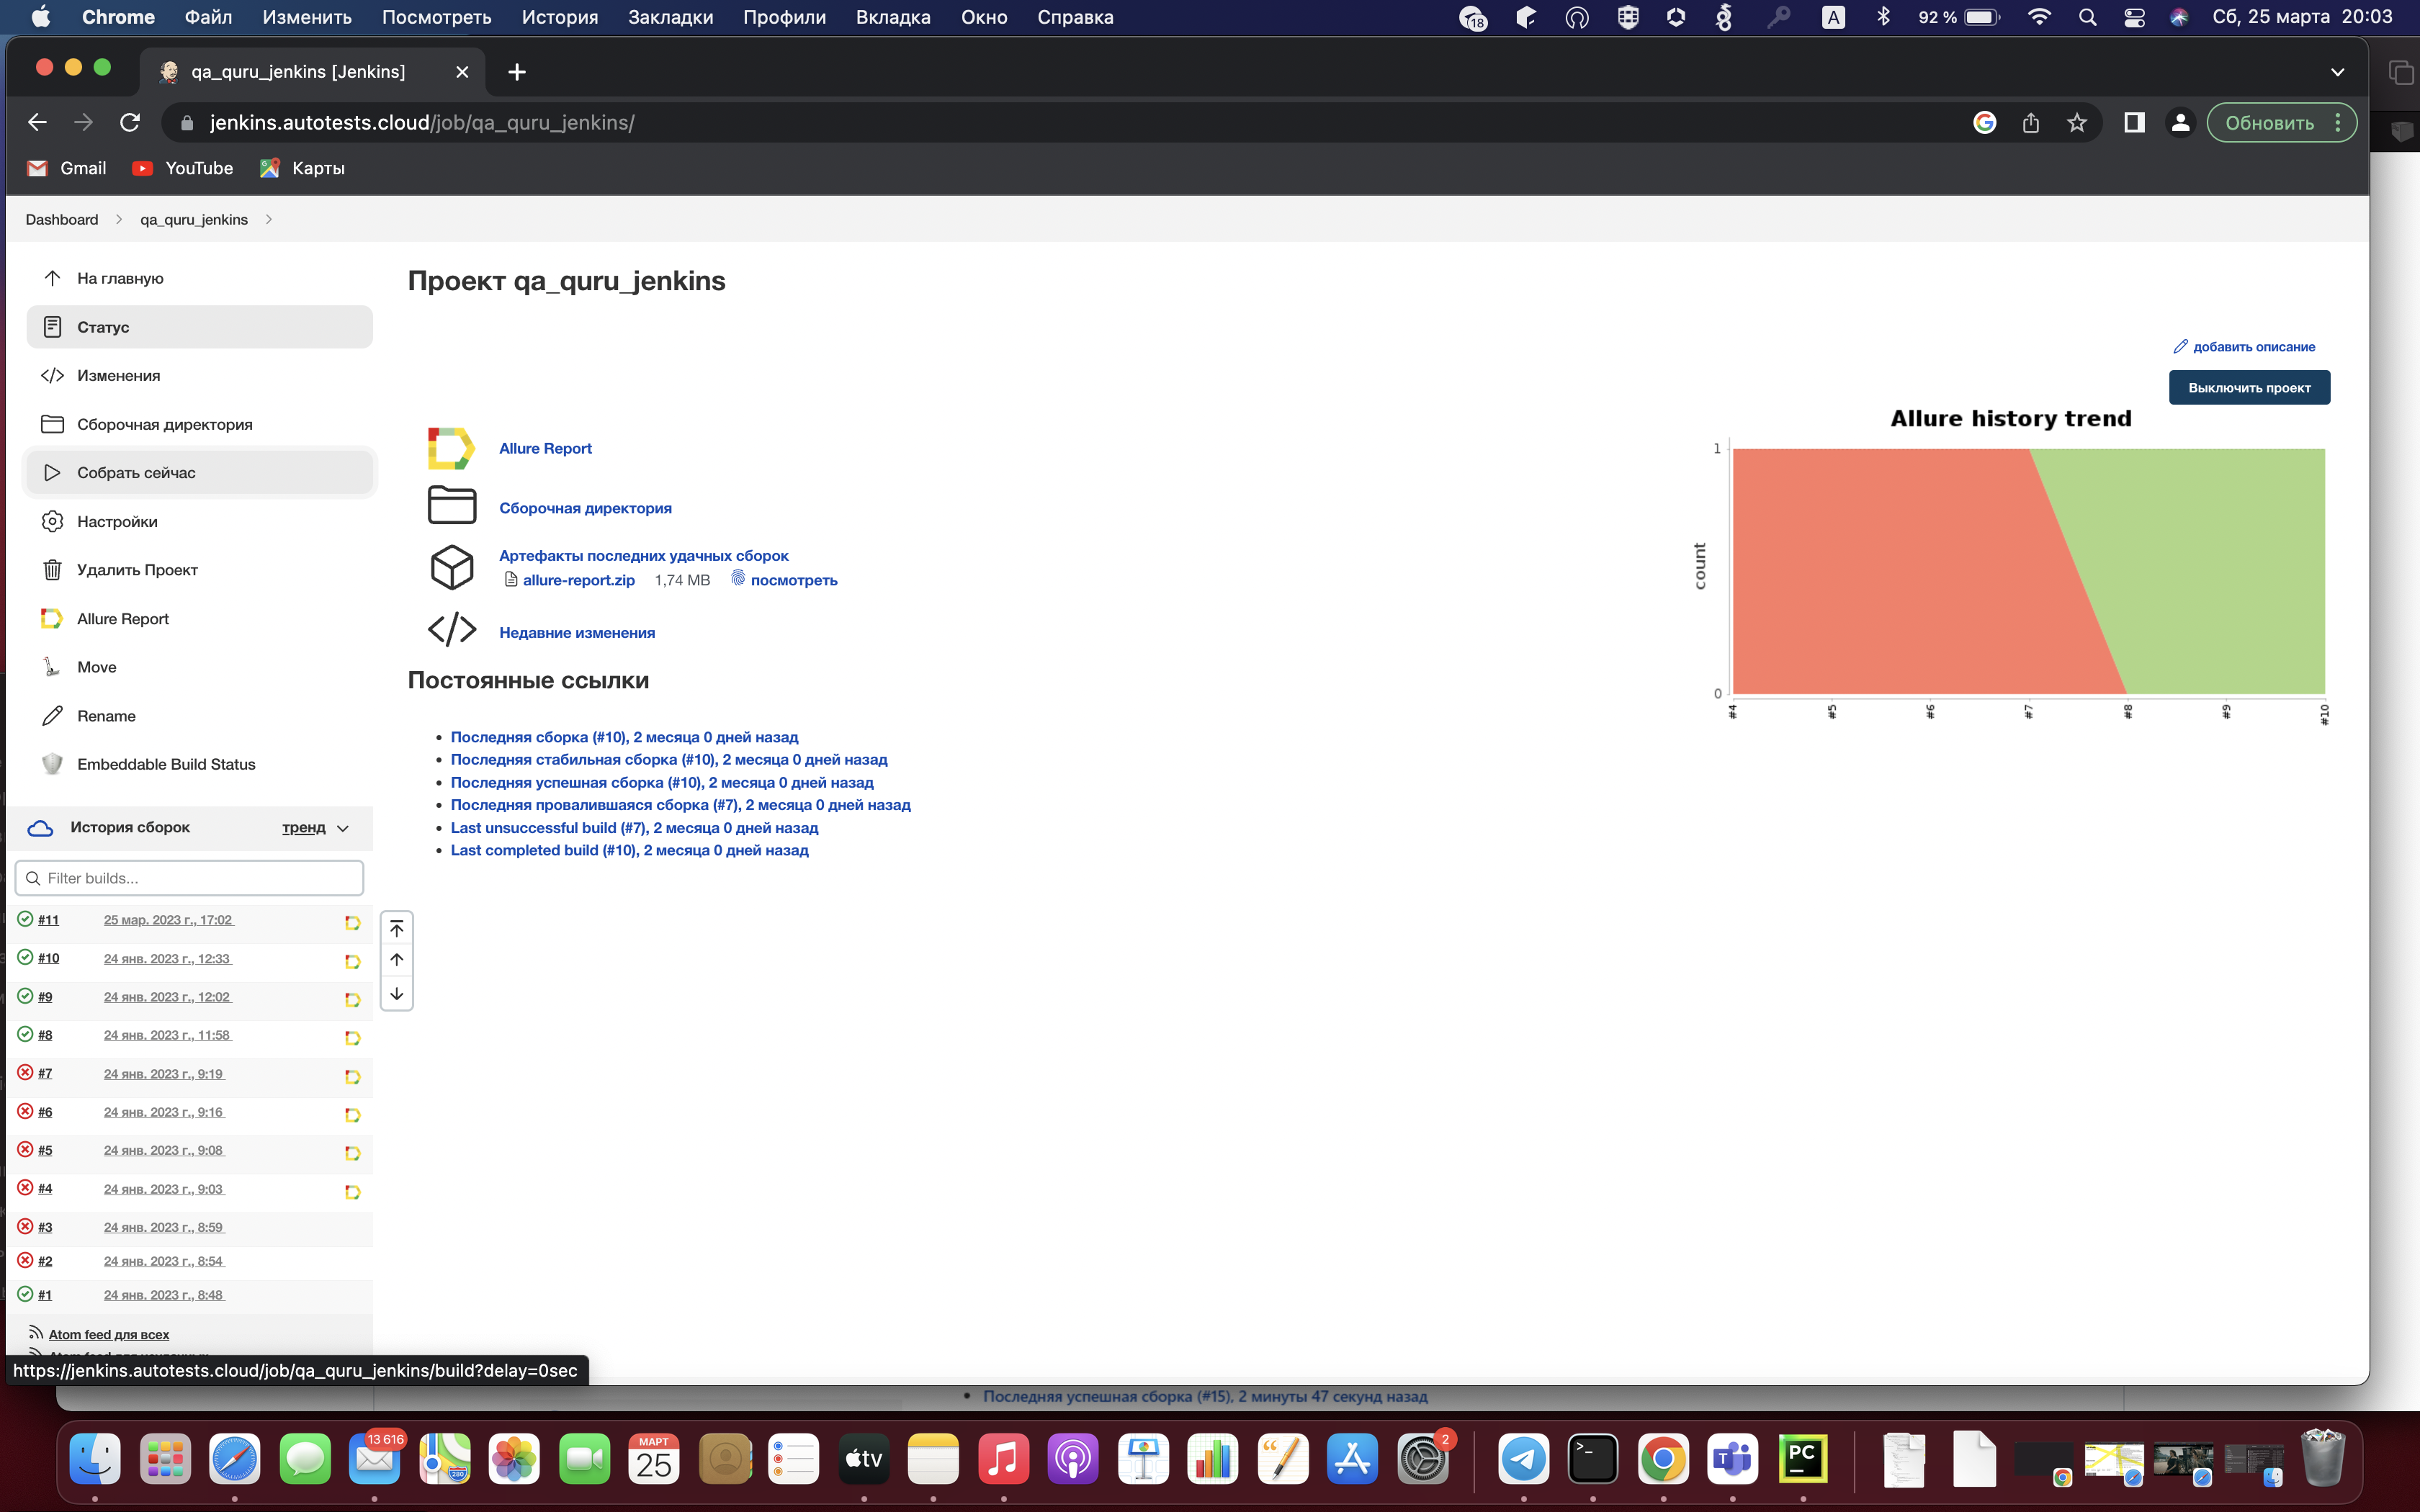 Chrome Файл Изменить Посмотреть История Закладки Профили Вкладка Окно Справка 18 A 92 % Сб, 25 марта 20:03
qa_quru_jenkins [Jenkins]
jenkins.autotests.cloud/job/qa_quru_jenkins/ Обновить
Gmail YouTube Карты
Dashboard qa_quru_jenkins
На главную
Статус
Изменения
Сборочная директория
Собрать сейчас
Настройки
Удалить Проект
Allure Report
Move
Rename
Embeddable Build Status
История сборок тренд
Filter builds...
#11 25 мар. 2023 г., 17:02
#10 24 янв. 2023 г., 12:33
#9 24 янв. 2023 г., 12:02
#8 24 янв. 2023 г., 11:58
#7 24 янв. 2023 г., 9:19
#6 24 янв. 2023 г., 9:16
#5 24 янв. 2023 г., 9:08
#4 24 янв. 2023 г., 9:03
#3 24 янв. 2023 г., 8:59
#2 24 янв. 2023 г., 8:54
#1 24 янв. 2023 г., 8:48
Atom feed для всех
https://jenkins.autotests.cloud/job/qa_quru_jenkins/build?delay=0sec
Проект qa_quru_jenkins
добавить описание
Выключить проект
Allure Report
Сборочная директория
Артефакты последних удачных сборок
allure-report.zip 1,74 MB посмотреть
Недавние изменения
Постоянные ссылки
Последняя сборка (#10), 2 месяца 0 дней назад
Последняя стабильная сборка (#10), 2 месяца 0 дней назад
Последняя успешная сборка (#10), 2 месяца 0 дней назад
Последняя провалившаяся сборка (#7), 2 месяца 0 дней назад
Last unsuccessful build (#7), 2 месяца 0 дней назад
Last completed build (#10), 2 месяца 0 дней назад
Allure history trend
1
count
0
#4 #5 #6 #7 #8 #9 #10
Последняя успешная сборка (#15), 2 минуты 47 секунд назад
13 616 МАРТ 25 tv 2 PC
280